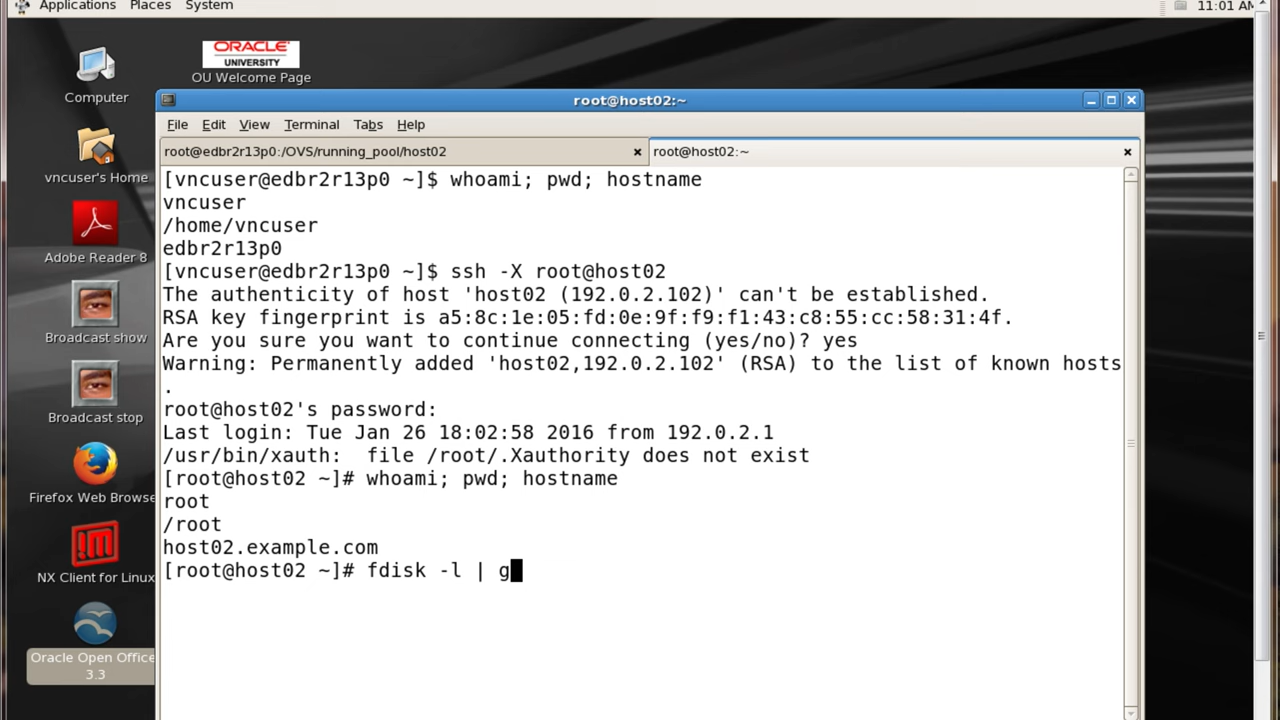 Applications Places System
11:01 AM
ORACLE
UNIVERSITY
OU Welcome Page
Computer
vncuser's Home
Adobe Reader 8
Broadcast show
Broadcast stop
Firefox Web Browse
NX Client for Linux
Oracle Open Office
3.3
root@host02:~
File Edit View Terminal Tabs Help
root@edbr2r13p0:/OVS/running_pool/host02
root@host02:~
[vncuser@edbr2r13p0 ~]$ whoami; pwd; hostname
vncuser
/home/vncuser
edbr2r13p0
[vncuser@edbr2r13p0 ~]$ ssh -X root@host02
The authenticity of host 'host02 (192.0.2.102)' can't be established.
RSA key fingerprint is a5:8c:1e:05:fd:0e:9f:f9:f1:43:c8:55:cc:58:31:4f.
Are you sure you want to continue connecting (yes/no)? yes
Warning: Permanently added 'host02,192.0.2.102' (RSA) to the list of known hosts
.
root@host02's password:
Last login: Tue Jan 26 18:02:58 2016 from 192.0.2.1
/usr/bin/xauth:  file /root/.Xauthority does not exist
[root@host02 ~]# whoami; pwd; hostname
root
/root
host02.example.com
[root@host02 ~]# fdisk -l | g